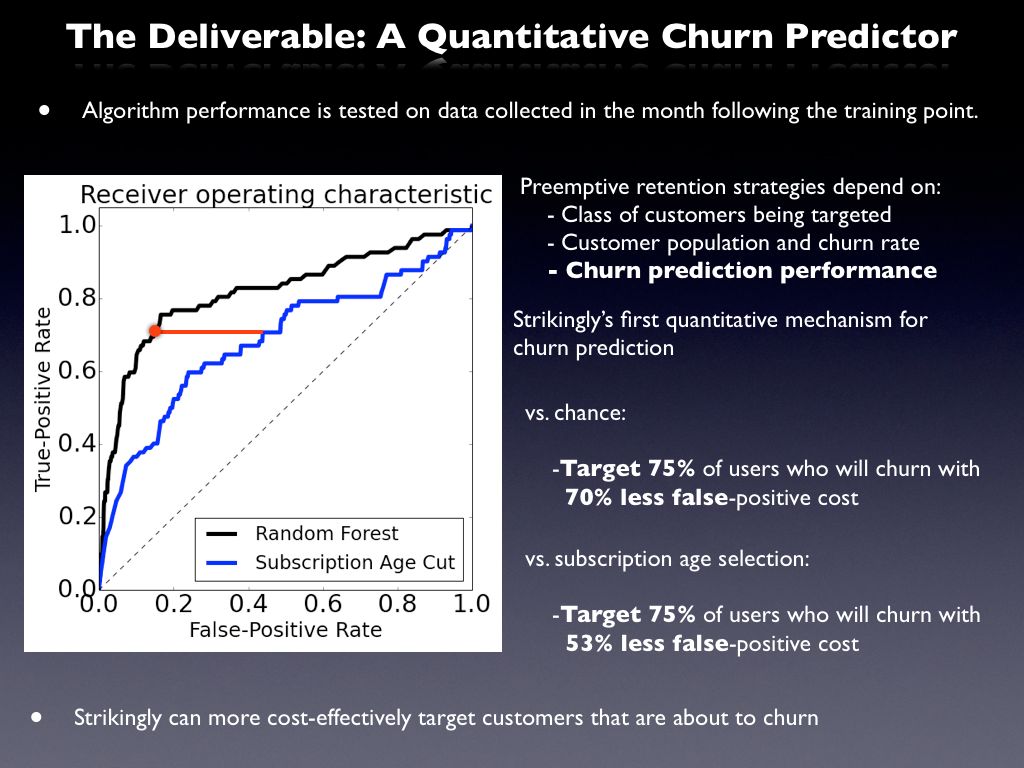 The Deliverable: A Quantitative Churn Predictor
• Algorithm performance is tested on data collected in the month following the training point.
Receiver operating characteristic
1.0
0.8
0.6
0.4
0.2
0.0
True-Positive Rate
Random Forest
Subscription Age Cut
0.0 0.2 0.4 0.6 0.8 1.0
False-Positive Rate
Preemptive retention strategies depend on:
- Class of customers being targeted
- Customer population and churn rate
- Churn prediction performance
Strikingly’s first quantitative mechanism for
churn prediction
vs. chance:
-Target 75% of users who will churn with
70% less false-positive cost
vs. subscription age selection:
-Target 75% of users who will churn with
53% less false-positive cost
• Strikingly can more cost-effectively target customers that are about to churn